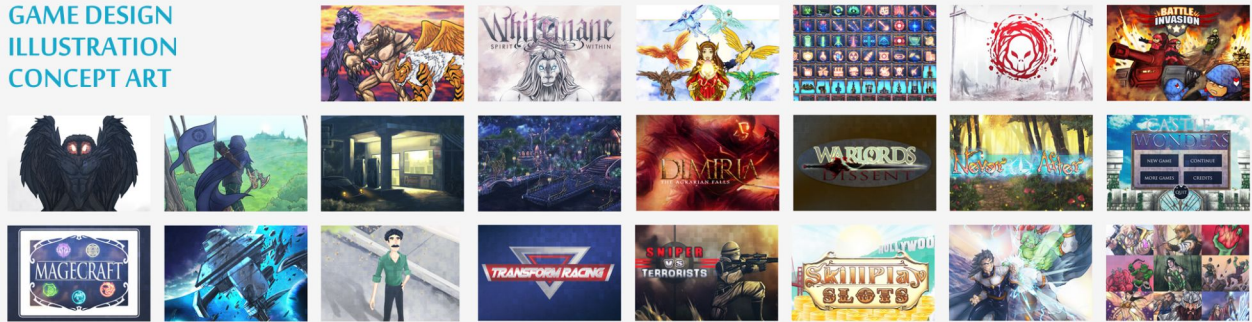 GAME DESIGN
ILLUSTRATION
CONCEPT ART
Whitemane
SPIRIT WITHIN
BATTLE
INVASION
DIMIRIA
WARLORDS
DISSENT
Never After
CASTLE
WONDERS
NEW GAME
CONTINUE
MORE GAMES
CREDITS
QUIT
MAGECRAFT
TRANSFORM RACING
SNIPER
VS
TERRORISTS
HOLLYWOOD
SkillPlay
SLOTS